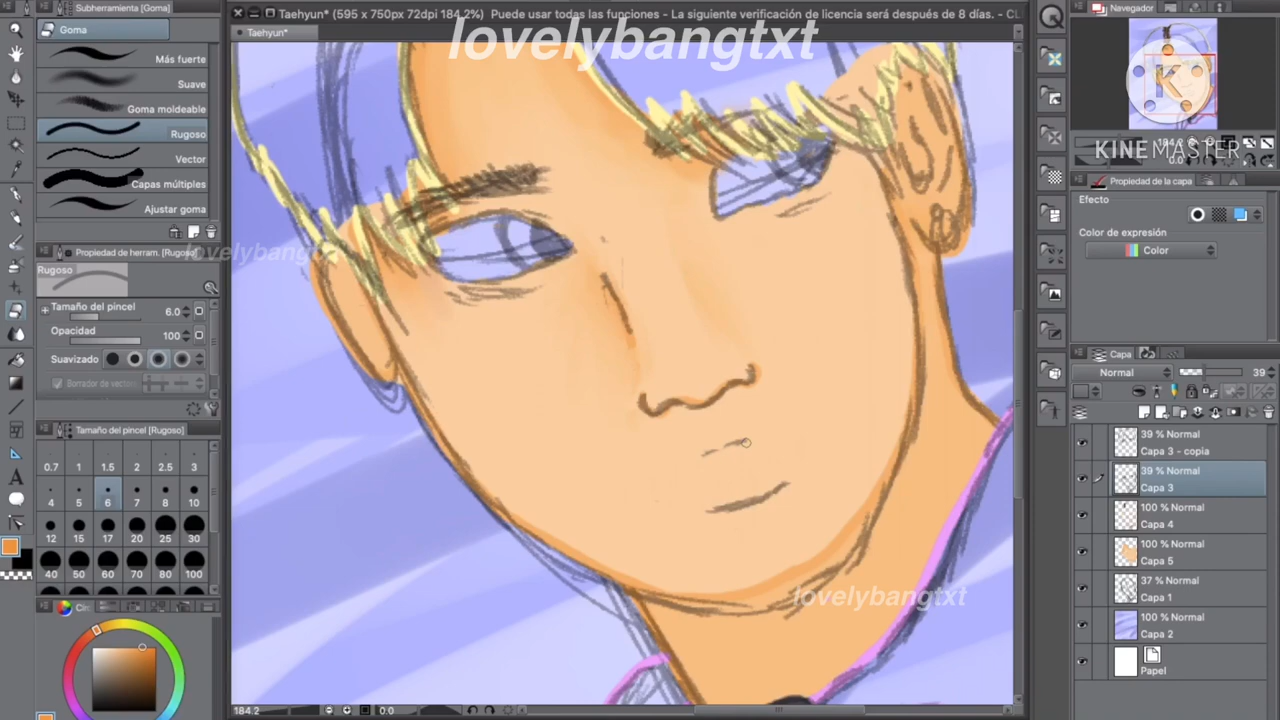 Subherramienta [Goma]
Goma
Más fuerte
Suave
Goma moldeable
Rugoso
Vector
Capas múltiples
Ajustar goma
Propiedad de herram. [Rugoso]
Rugoso
Tamaño del pincel 6.0
Opacidad 100
Suavizado
Borrador de vectores
Tamaño del pincel [Rugoso]
0.7 1 1.5 2 2.5 3
4 5 6 7 8 10
12 15 17 20 25 30
40 50 60 70 80 100
Taehyun* (595 x 750px 72dpi 184.2%) Puede usar todas las funciones - La siguiente verificación de licencia será después de 8 días. - CL
Taehyun*
lovelybangtxt
lovelybangtxt
lovelybangtxt
184.2 0.0
Navegador
K
184.2
0.0
KINEMASTER
Propiedad de la capa
Efecto
Color de expresión
Color
Capa
Normal 39
39 % Normal
Capa 3 - copia
39 % Normal
Capa 3
100 % Normal
Capa 4
100 % Normal
Capa 5
37 % Normal
Capa 1
100 % Normal
Capa 2
Papel